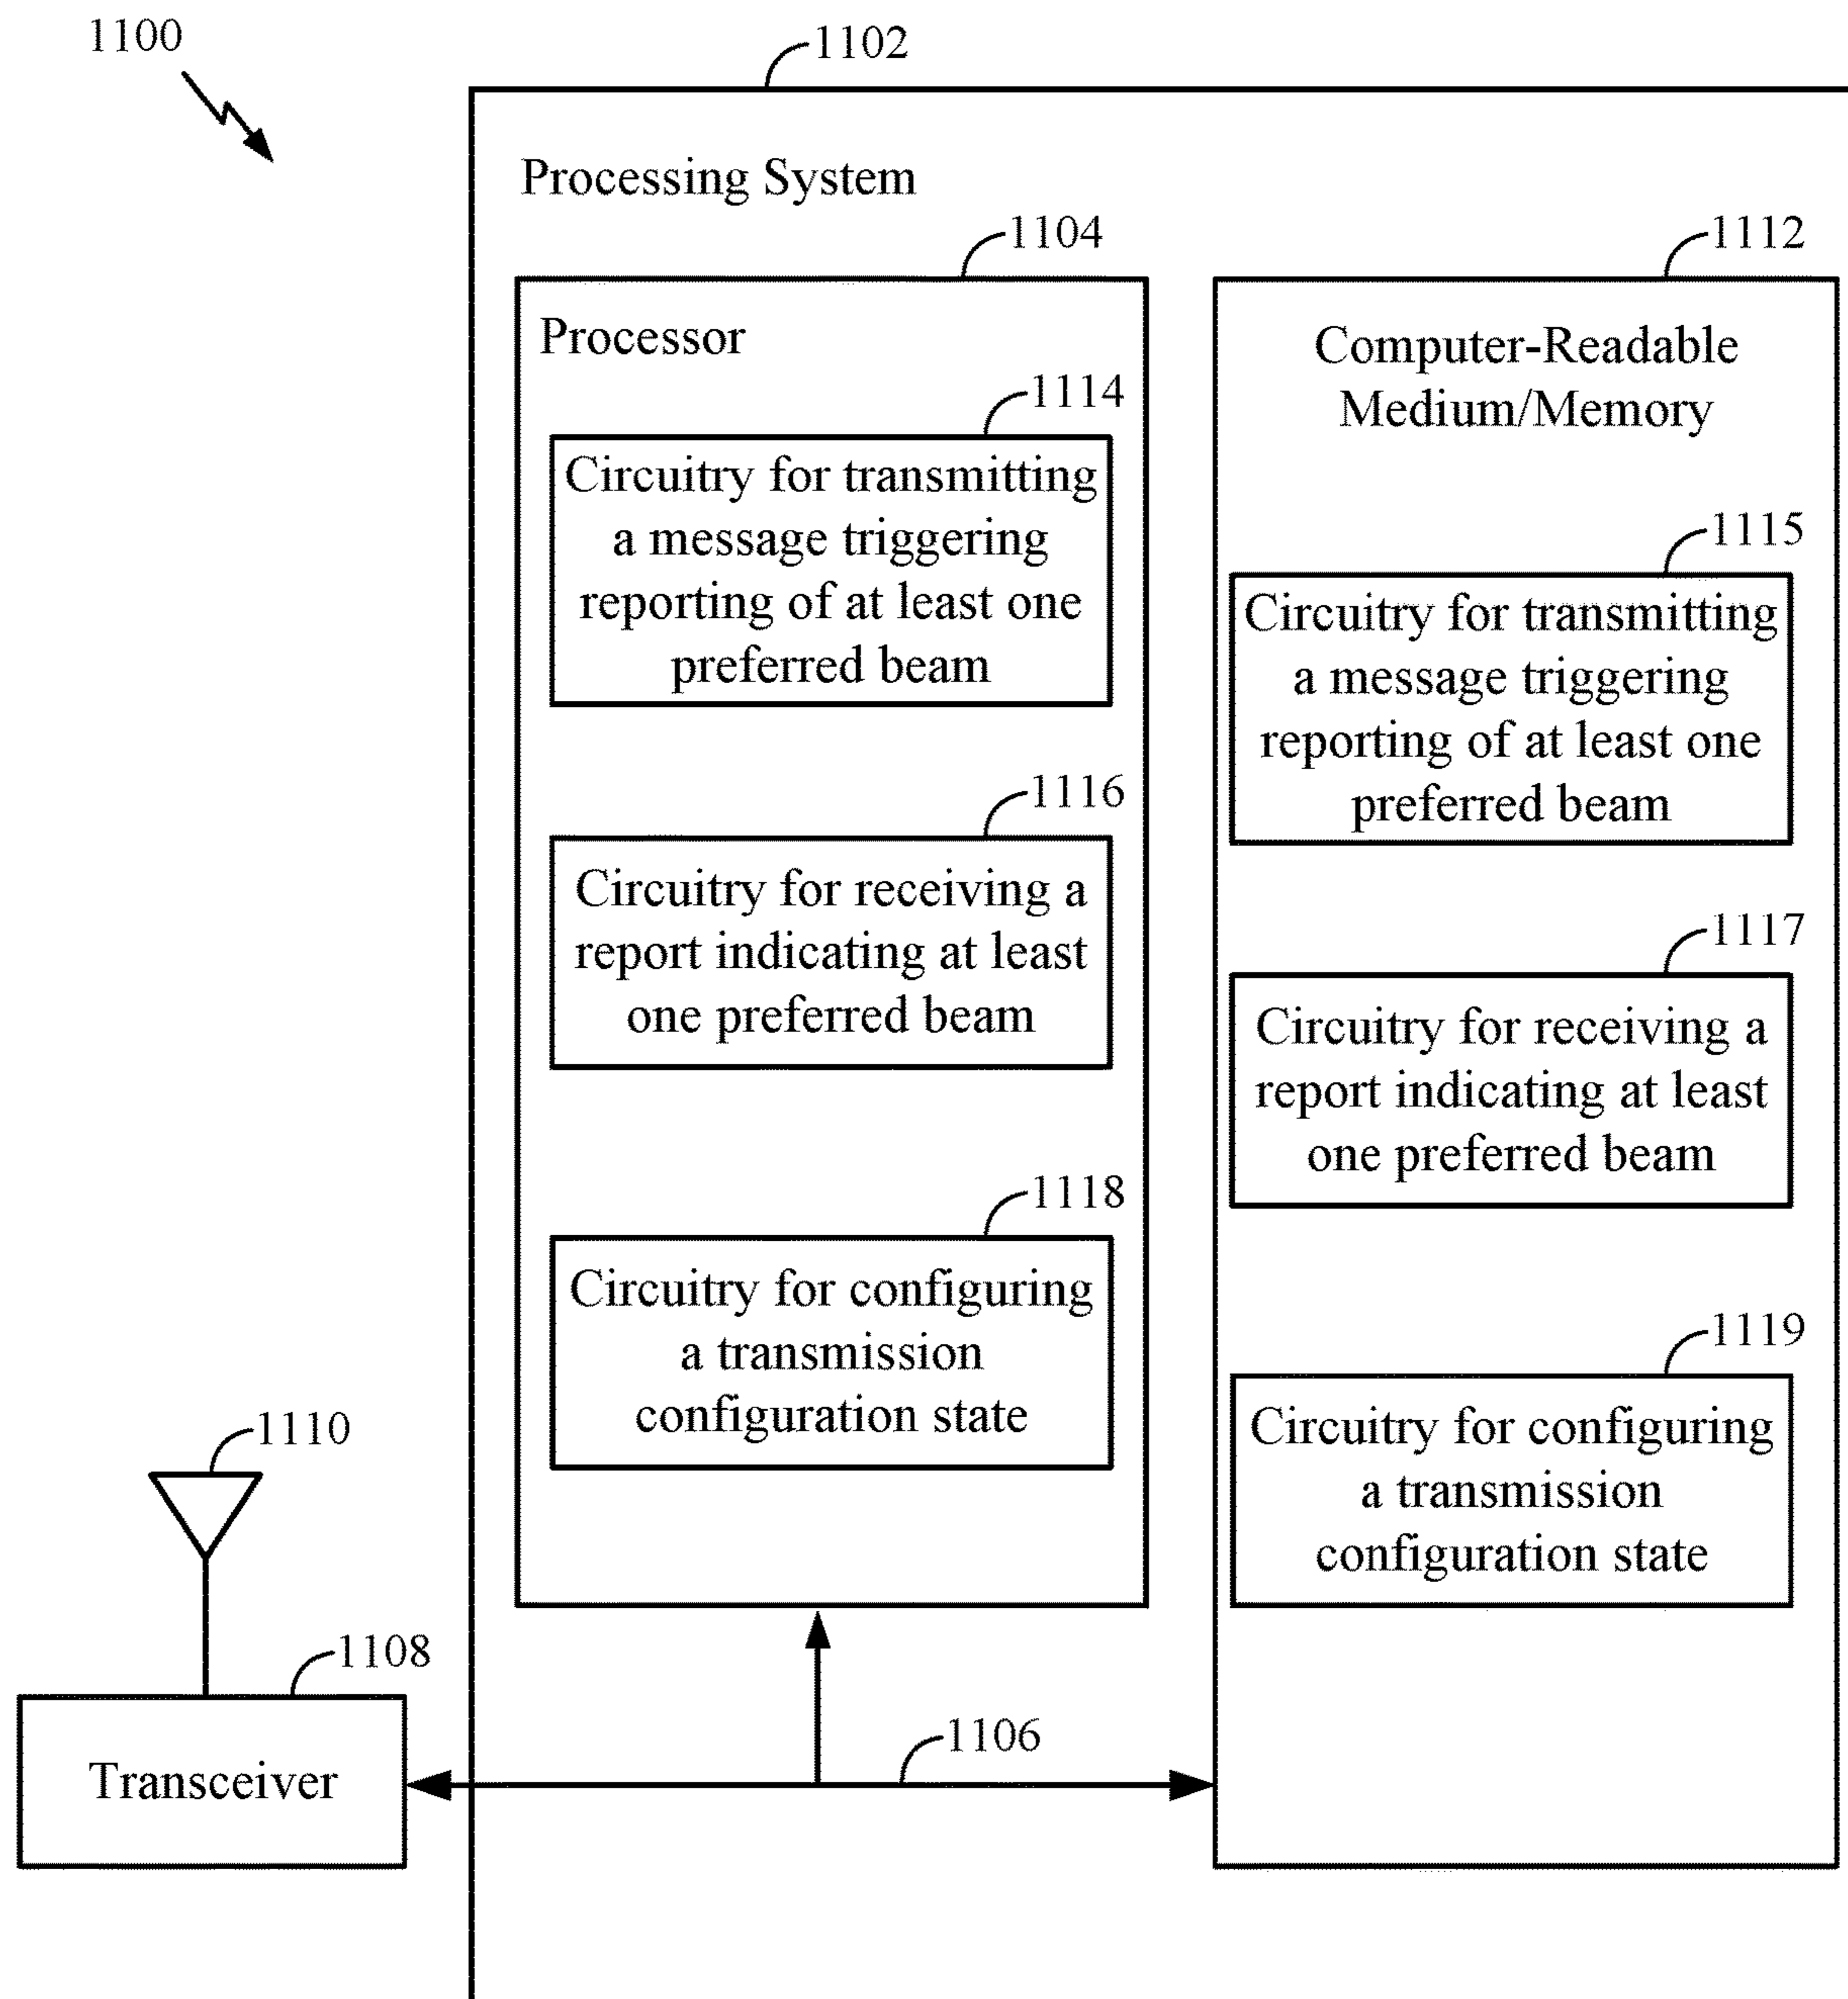 1100
1102
Processing System
1104
1112
Processor
Computer-Readable
Medium/Memory
1114
Circuitry for transmitting
a message triggering
reporting of at least one
preferred beam
1115
Circuitry for transmitting
a message triggering
reporting of at least one
preferred beam
1116
Circuitry for receiving a
report indicating at least
one preferred beam
1117
Circuitry for receiving a
report indicating at least
one preferred beam
1118
Circuitry for configuring
a transmission
configuration state
1119
Circuitry for configuring
a transmission
configuration state
1110
1108
Transceiver
1106